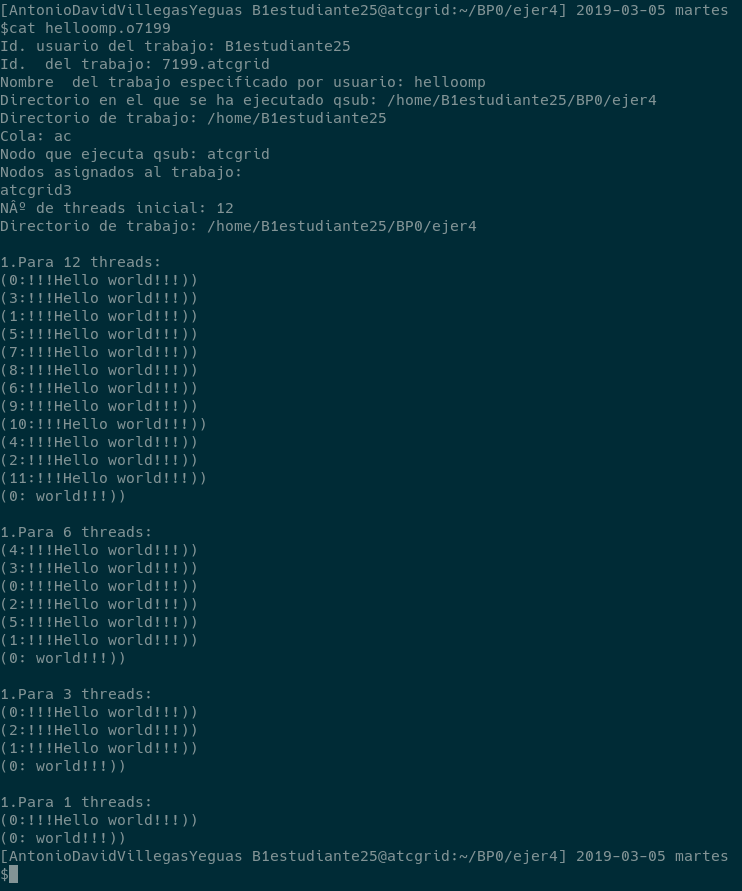 [AntonioDavidVillegasYeguas B1estudiante25@atcgrid:~/BP0/ejer4] 2019-03-05 martes
$cat helloomp.o7199
Id. usuario del trabajo: B1estudiante25
Id.  del trabajo: 7199.atcgrid
Nombre  del trabajo especificado por usuario: helloomp
Directorio en el que se ha ejecutado qsub: /home/B1estudiante25/BP0/ejer4
Directorio de trabajo: /home/B1estudiante25
Cola: ac
Nodo que ejecuta qsub: atcgrid
Nodos asignados al trabajo:
atcgrid3
NÂº de threads inicial: 12
Directorio de trabajo: /home/B1estudiante25/BP0/ejer4

1.Para 12 threads:
(0:!!!Hello world!!!))
(3:!!!Hello world!!!))
(1:!!!Hello world!!!))
(5:!!!Hello world!!!))
(7:!!!Hello world!!!))
(8:!!!Hello world!!!))
(6:!!!Hello world!!!))
(9:!!!Hello world!!!))
(10:!!!Hello world!!!))
(4:!!!Hello world!!!))
(2:!!!Hello world!!!))
(11:!!!Hello world!!!))
(0: world!!!))

1.Para 6 threads:
(4:!!!Hello world!!!))
(3:!!!Hello world!!!))
(0:!!!Hello world!!!))
(2:!!!Hello world!!!))
(5:!!!Hello world!!!))
(1:!!!Hello world!!!))
(0: world!!!))

1.Para 3 threads:
(0:!!!Hello world!!!))
(2:!!!Hello world!!!))
(1:!!!Hello world!!!))
(0: world!!!))

1.Para 1 threads:
(0:!!!Hello world!!!))
(0: world!!!))
[AntonioDavidVillegasYeguas B1estudiante25@atcgrid:~/BP0/ejer4] 2019-03-05 martes
$